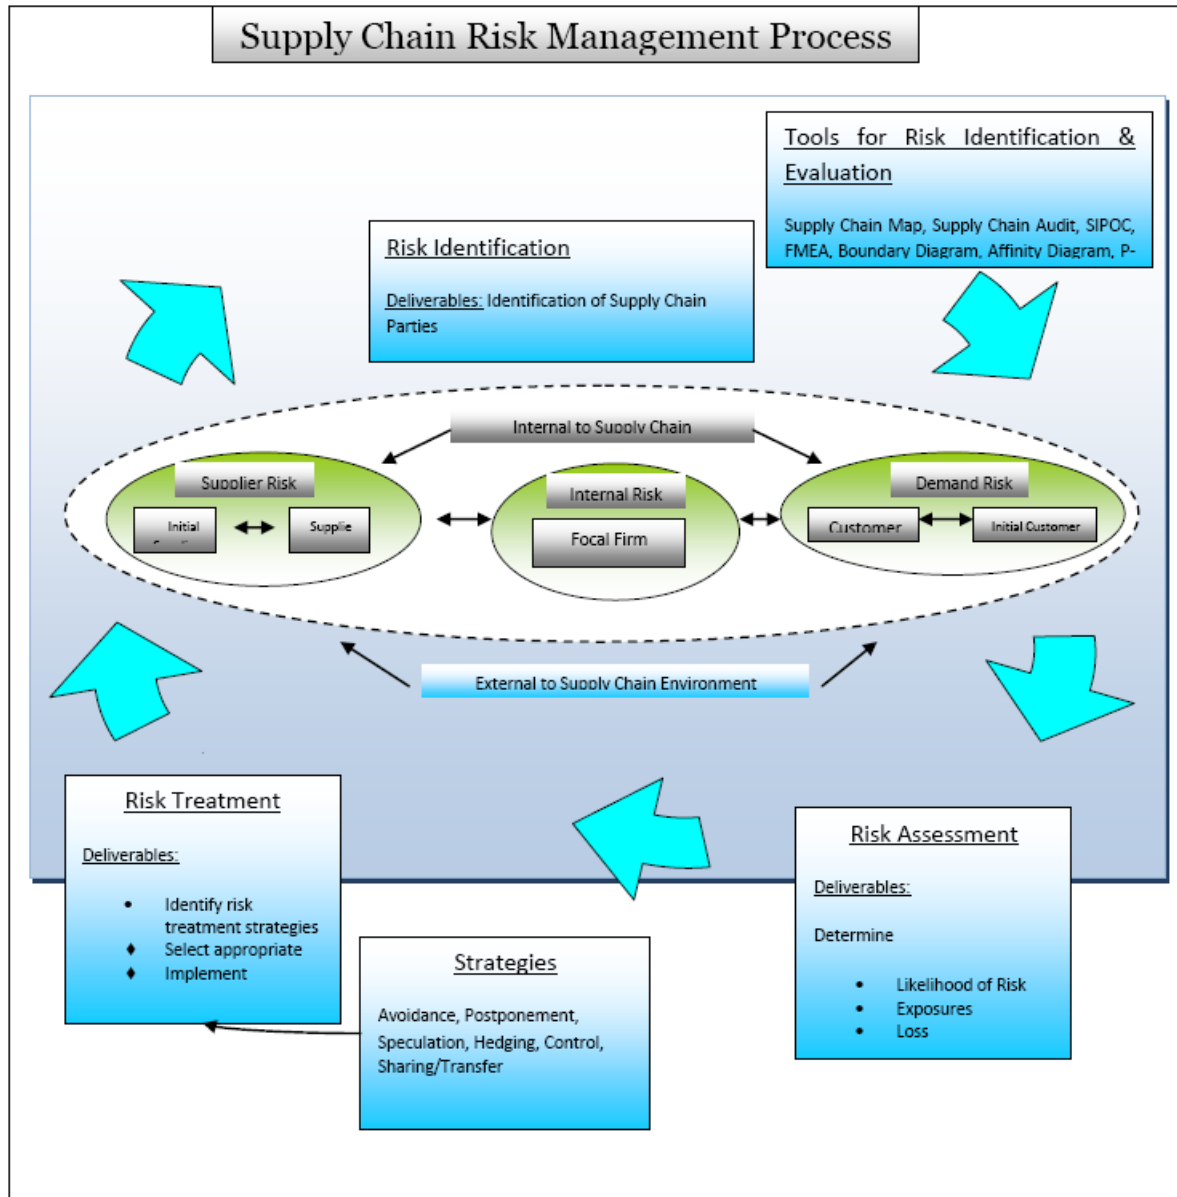 Supply Chain Risk Management Process
Tools for Risk Identification &
Evaluation
Supply Chain Map, Supply Chain Audit, SIPOC,
FMEA, Boundary Diagram, Affinity Diagram, P-
Risk Identification
Deliverables: Identification of Supply Chain
Parties
Internal to Supply Chain
Supplier Risk
Initial
Supplie
Internal Risk
Focal Firm
Demand Risk
Customer
Initial Customer
External to Supply Chain Environment
Risk Treatment
Deliverables:
• Identify risk
treatment strategies
♦ Select appropriate
♦ Implement
Strategies
Avoidance, Postponement,
Speculation, Hedging, Control,
Sharing/Transfer
Risk Assessment
Deliverables:
Determine
• Likelihood of Risk
• Exposures
• Loss